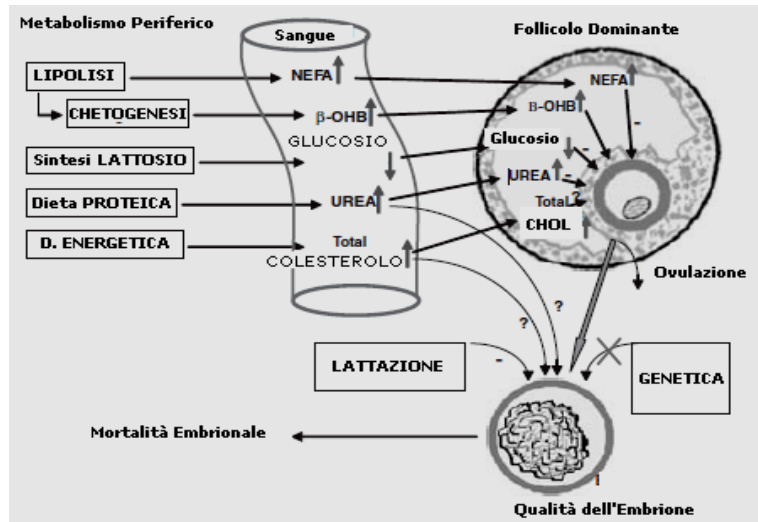 Metabolismo Periferico
Sangue
Follicolo Dominante
LIPOLISI
NEFA
NEFA
CHETOGENESI
β-OHB
β-OHB
GLUCOSIO
Glucosio
-
-
Sintesi LATTOSIO
Dieta PROTEICA
UREA
UREA
-
?
Total
D. ENERGETICA
Total
COLESTEROLO
CHOL
Ovulazione
?
?
LATTAZIONE
-
GENETICA
Mortalità Embrionale
Qualità dell'Embrione